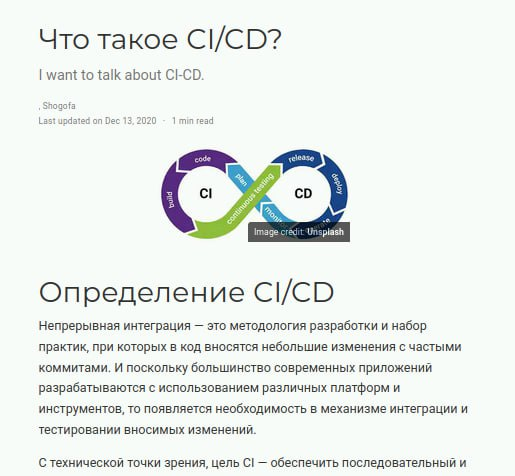 Что такое CI/CD?
I want to talk about CI-CD.
, Shogofa
Last updated on Dec 13, 2020 · 1 min read
code
release
plan
build
CI
continuous testing
CD
deploy
Image credit: Unsplash
Определение CI/CD
Непрерывная интеграция — это методология разработки и набор
практик, при которых в код вносятся небольшие изменения с частыми
коммитами. И поскольку большинство современных приложений
разрабатываются с использованием различных платформ и
инструментов, то появляется необходимость в механизме интеграции и
тестировании вносимых изменений.
С технической точки зрения, цель CI — обеспечить последовательный и